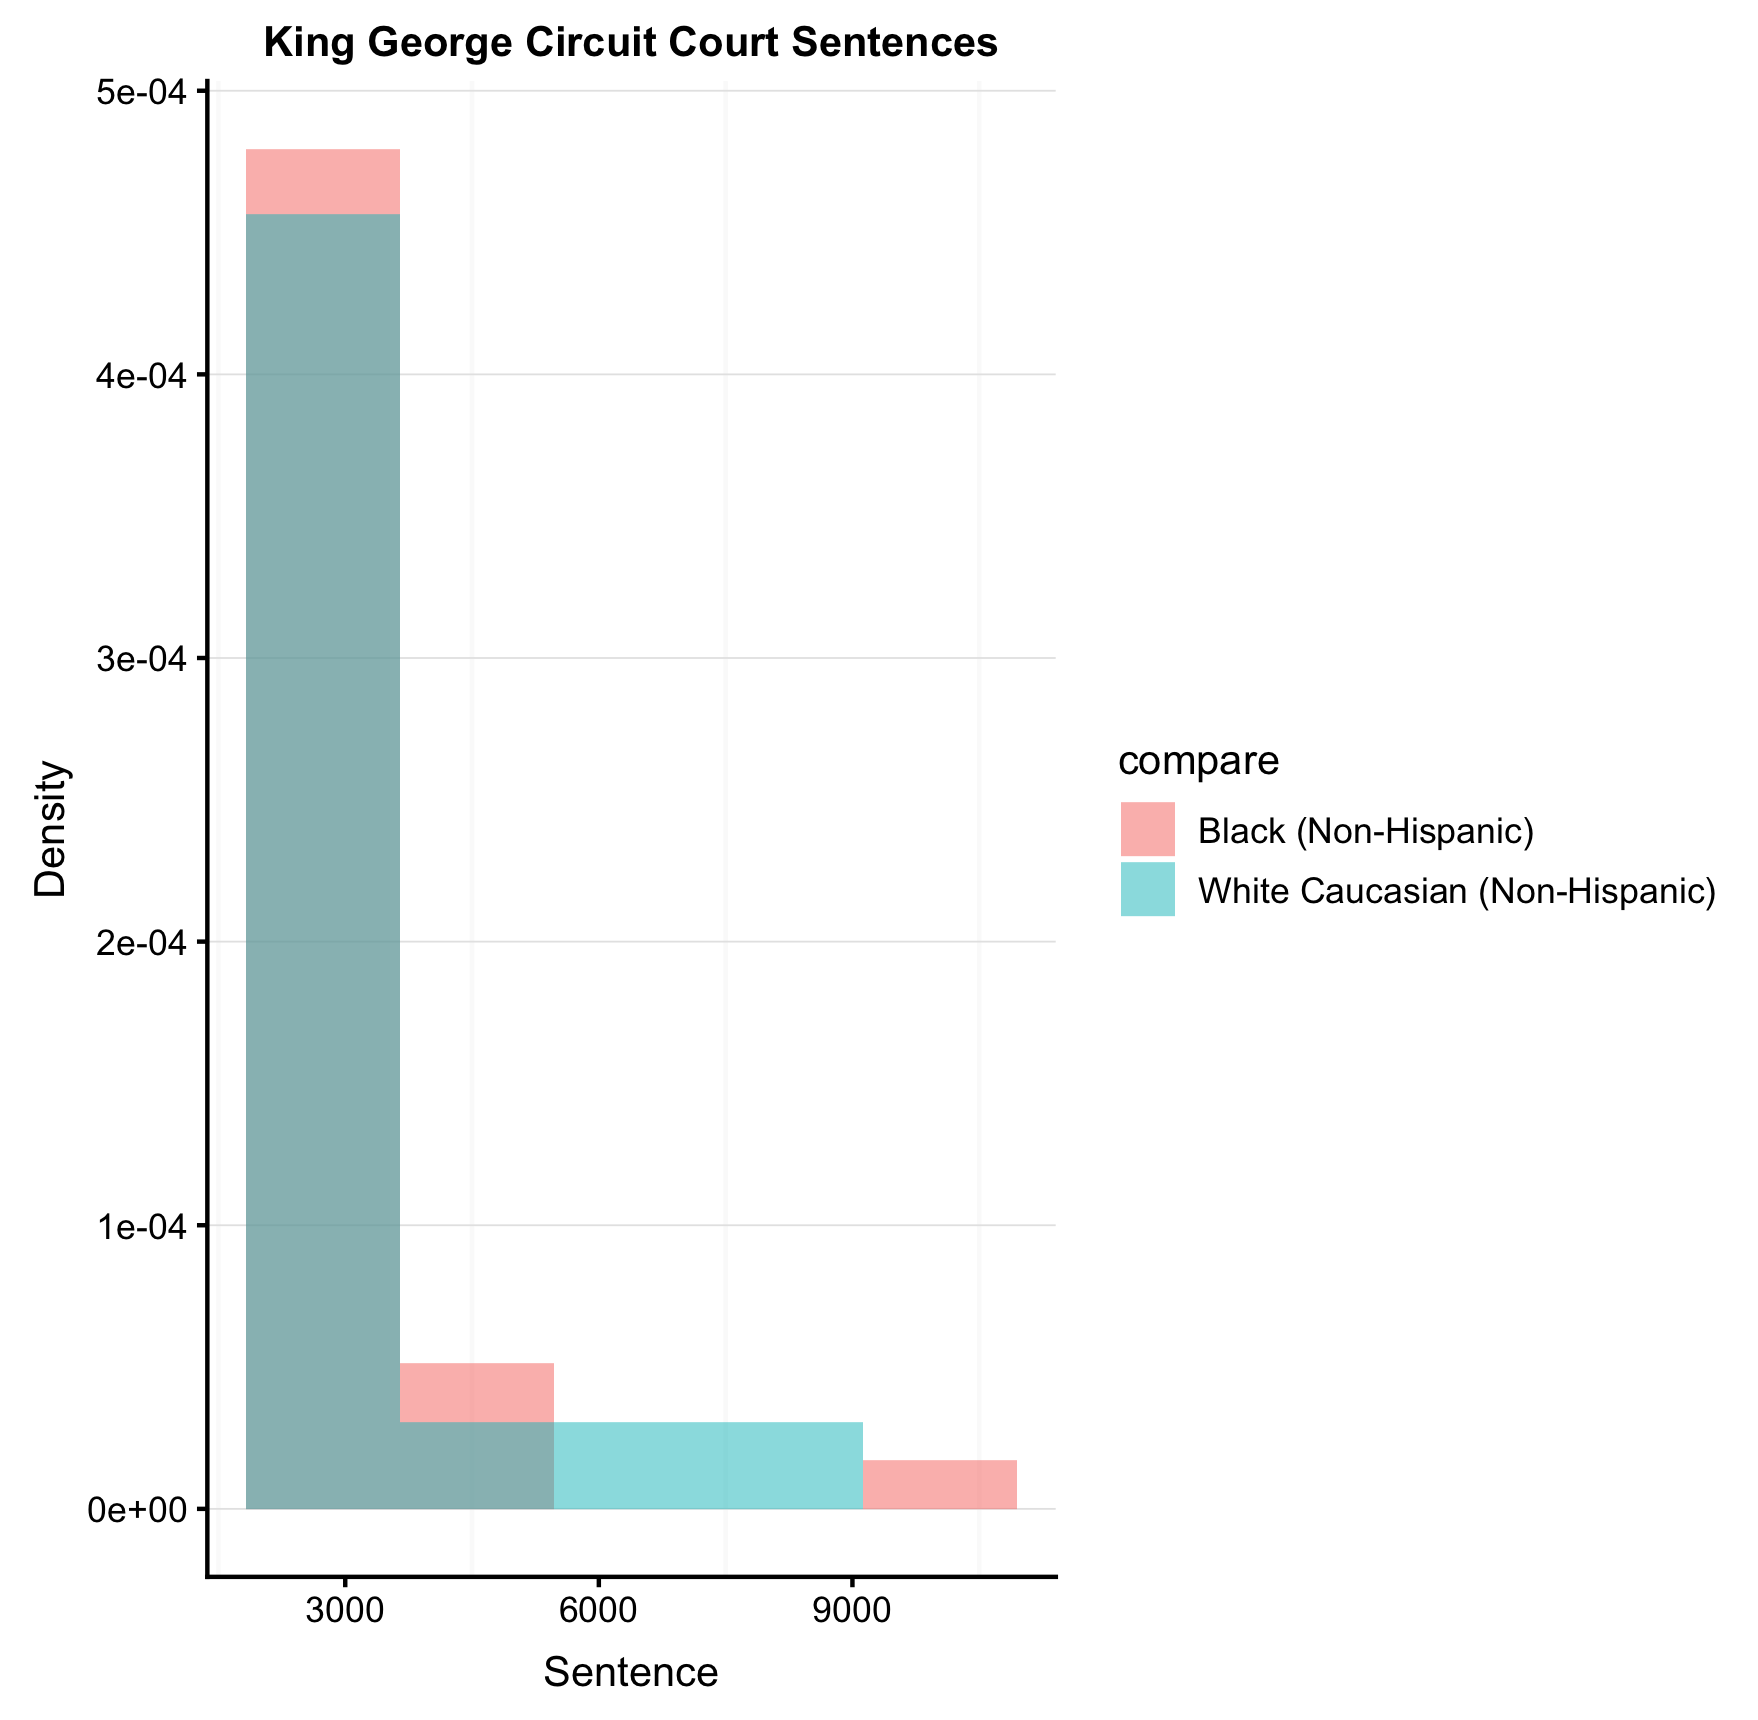 King George Circuit Court Sentences
5e-04
4e-04
3e-04
2e-04
1e-04
0e+00
Density
3000 6000 9000
Sentence
compare
Black (Non-Hispanic)
White Caucasian (Non-Hispanic)